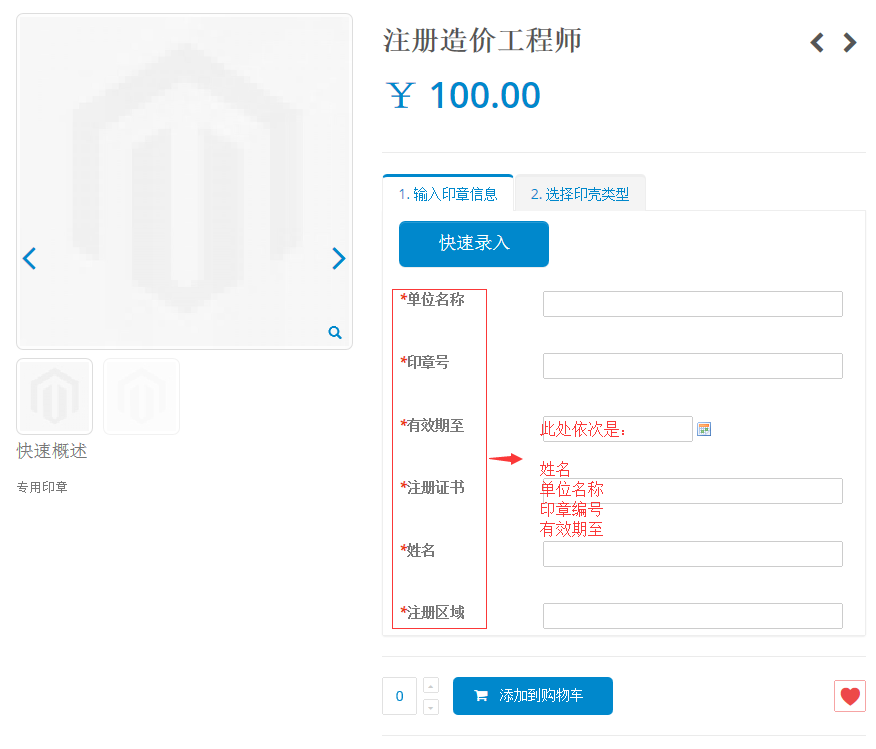 注册造价工程师
￥ 100.00
1. 输入印章信息
2. 选择印壳类型
快速录入
*单位名称
*印章号
*有效期至
此处依次是：
姓名
*注册证书
单位名称
印章编号
有效期至
*姓名
*注册区域
快速概述
专用印章
0
添加到购物车